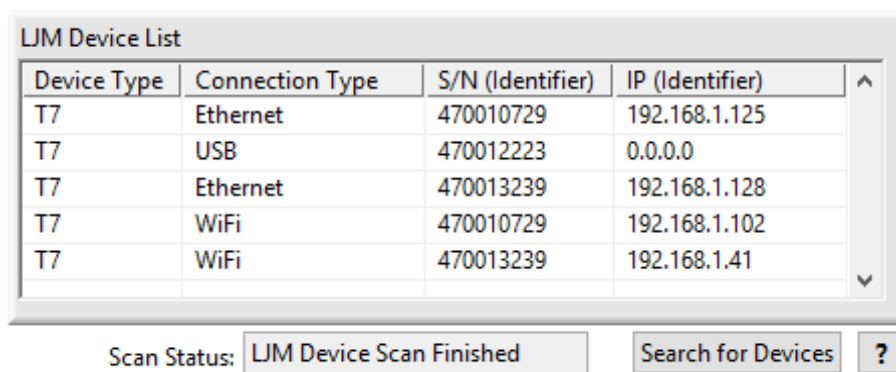 LJM Device List
Device Type Connection Type S/N (Identifier) IP (Identifier)
T7 Ethernet 470010729 192.168.1.125
T7 USB 470012223 0.0.0.0
T7 Ethernet 470013239 192.168.1.128
T7 WiFi 470010729 192.168.1.102
T7 WiFi 470013239 192.168.1.41
Scan Status: LJM Device Scan Finished Search for Devices ?